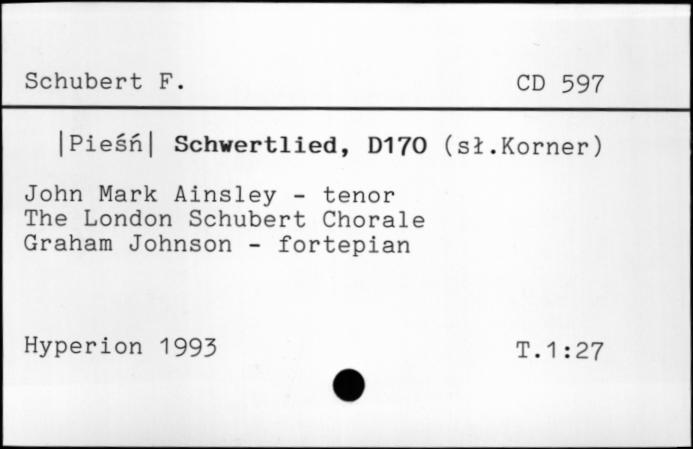 Schubert F. CD 597
|Pieśń| Schwertlied, D170 (sł.Korner)
John Mark Ainsley - tenor
The London Schubert Chorale
Graham Johnson - fortepian
Hyperion 1993 T.1:27